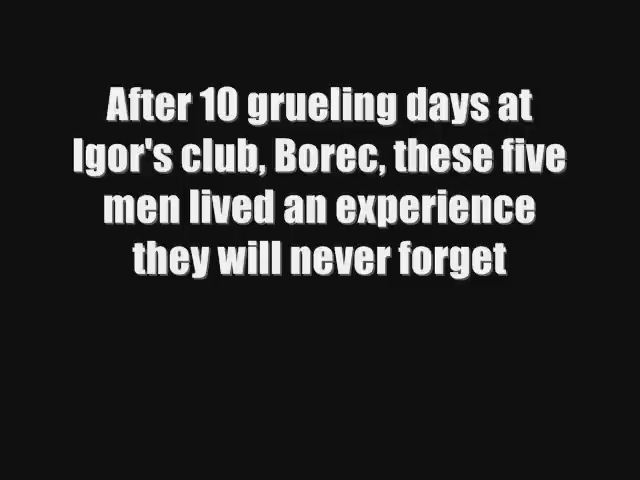 After 10 grueling days at
Igor's club, Borec, these five
men lived an experience
they will never forget